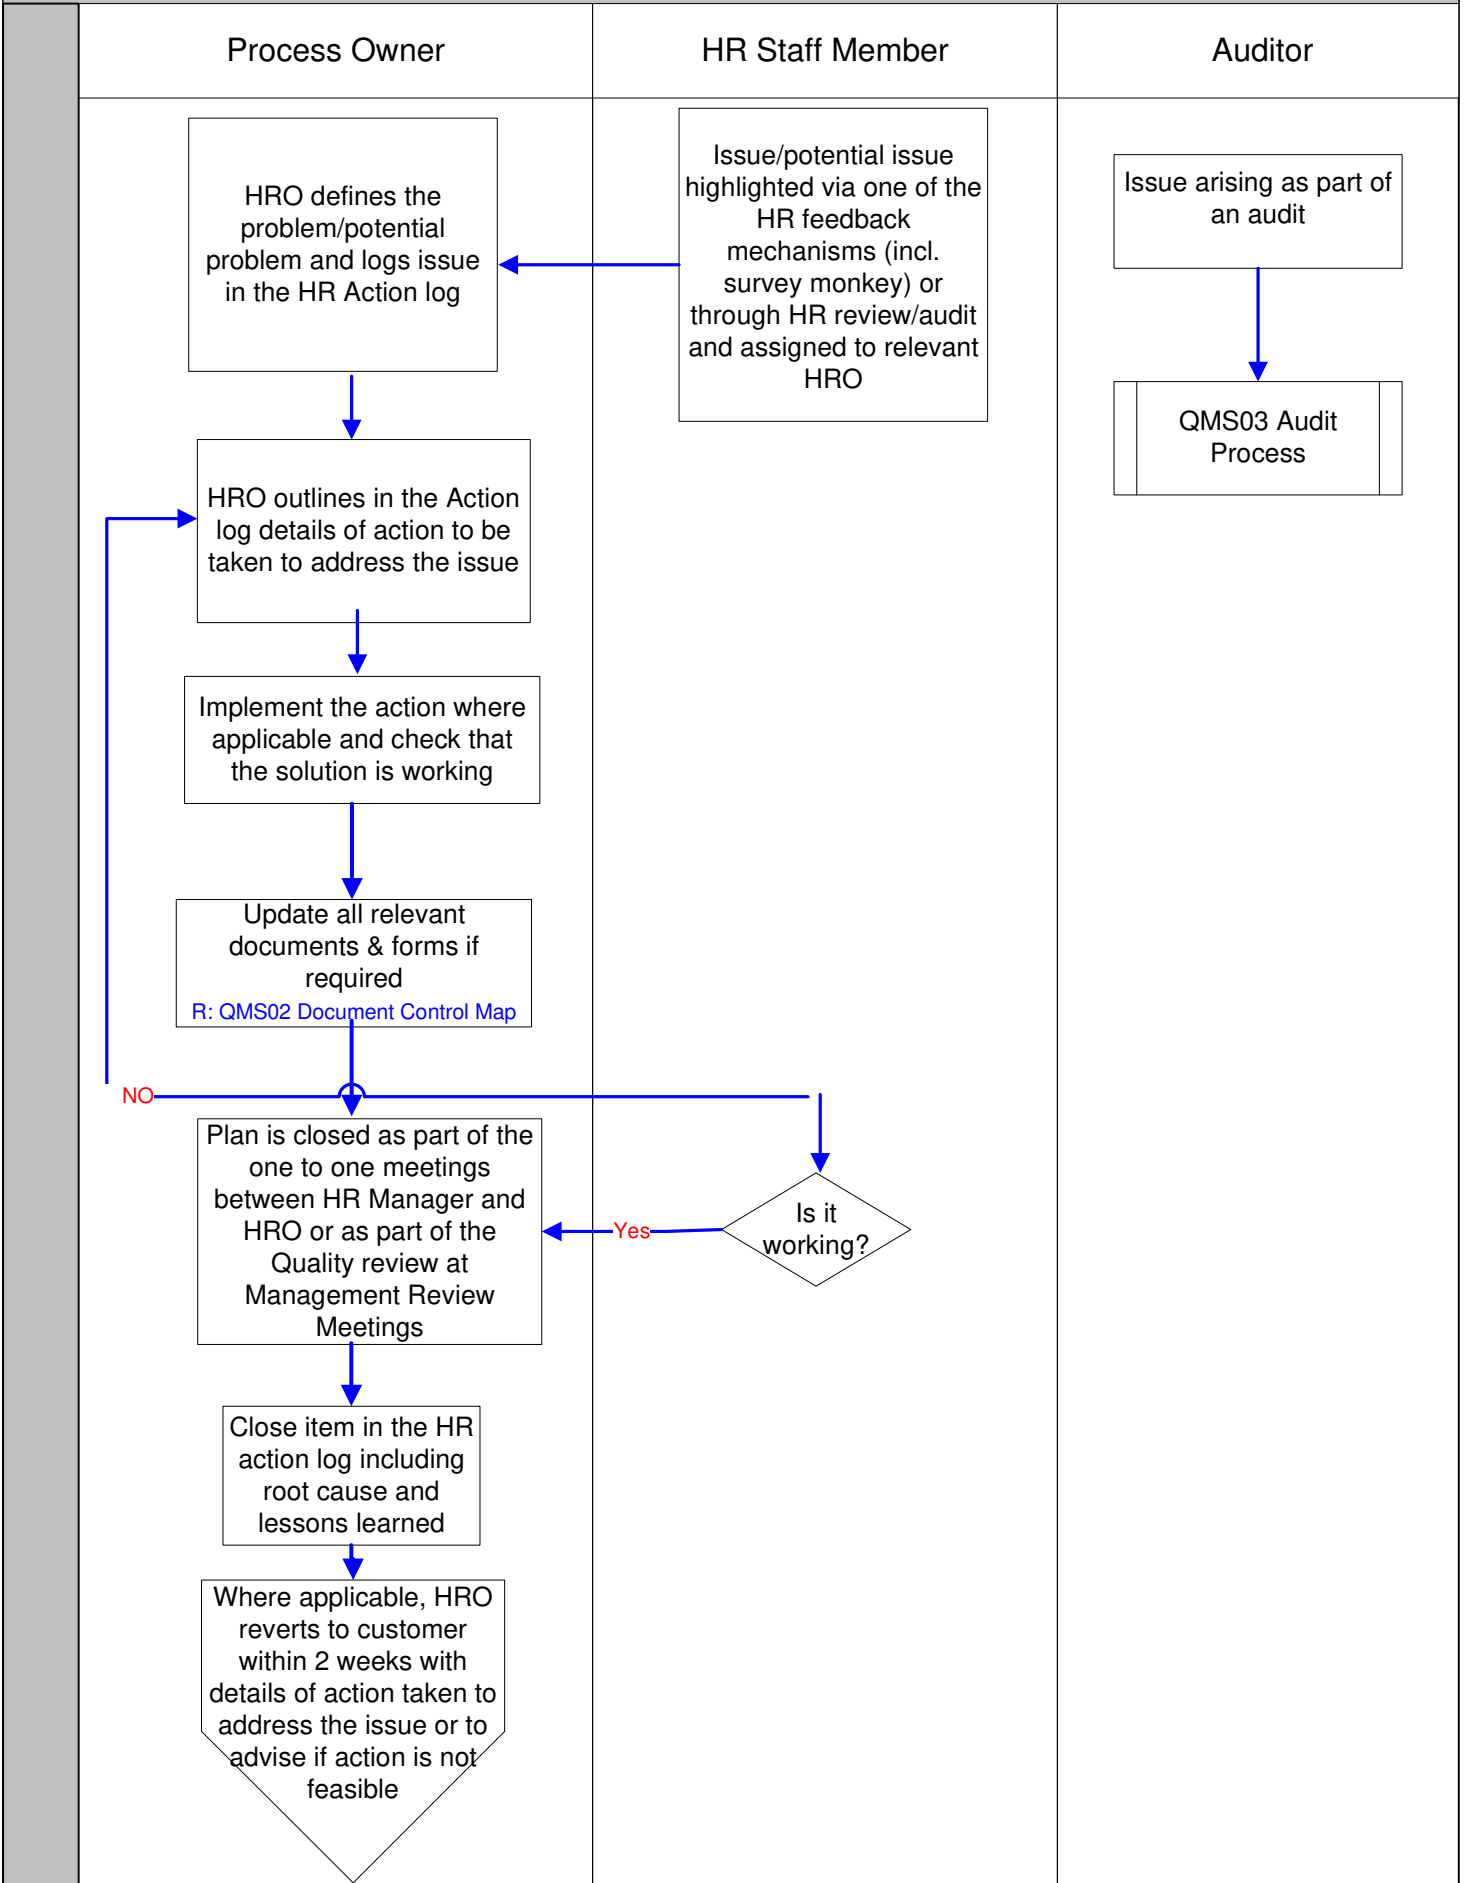 Process Owner
HR Staff Member
Auditor
HRO defines the
problem/potential
problem and logs issue
in the HR Action log
Issue/potential issue
highlighted via one of the
HR feedback
mechanisms (incl.
survey monkey) or
through HR review/audit
and assigned to relevant
HRO
Issue arising as part of
an audit
QMS03 Audit
Process
HRO outlines in the Action
log details of action to be
taken to address the issue
Implement the action where
applicable and check that
the solution is working
Update all relevant
documents & forms if
required
R: QMS02 Document Control Map
NO
Plan is closed as part of the
one to one meetings
between HR Manager and
HRO or as part of the
Quality review at
Management Review
Meetings
Yes
Is it
working?
Close item in the HR
action log including
root cause and
lessons learned
Where applicable, HRO
reverts to customer
within 2 weeks with
details of action taken to
address the issue or to
advise if action is not
feasible